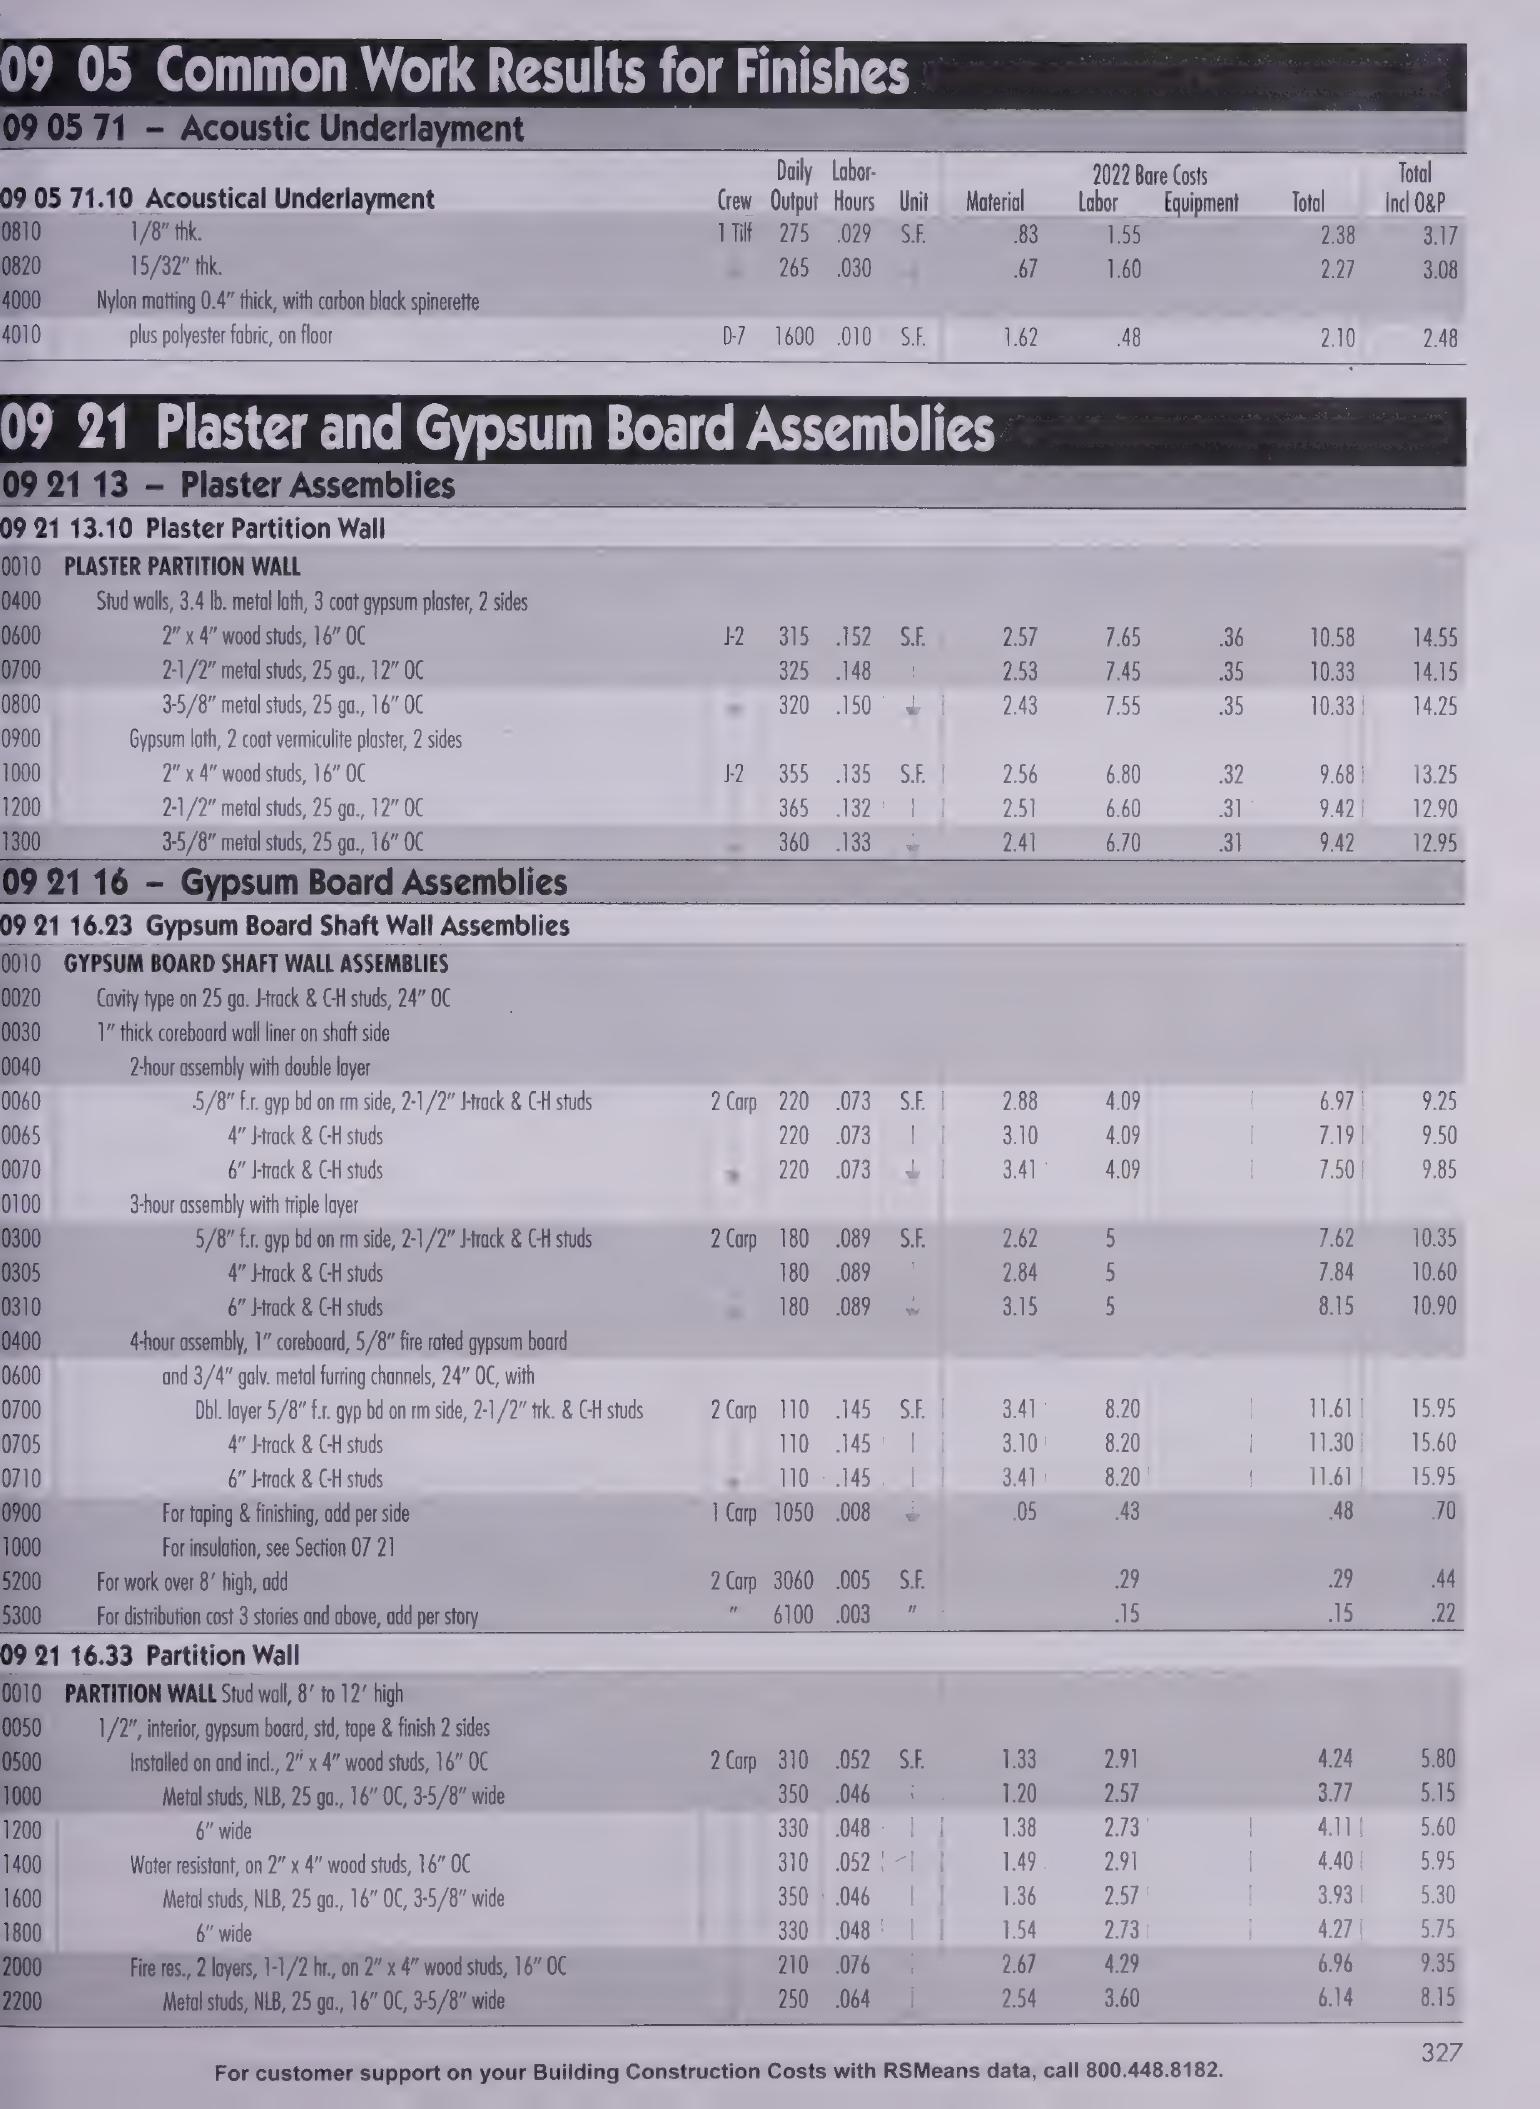 09 05 Common Work Results for Finishes
09 05 71 – Acoustic Underlayment
Daily Labor- 2022 Bare Costs Total
09 05 71.10 Acoustical Underlayment Crew Output Hours Unit Material Labor Equipment Total Incl O&P
0810 1/8" thk. 1 Tilf 275 .029 S.F. .83 1.55 2.38 3.17
0820 15/32" thk. 265 .030 .67 1.60 2.27 3.08
4000 Nylon matting 0.4" thick, with carbon black spinerette
4010 plus polyester fabric, on floor D-7 1600 .010 S.F. 1.62 .48 2.10 2.48
09 21 Plaster and Gypsum Board Assemblies
09 21 13 – Plaster Assemblies
09 21 13.10 Plaster Partition Wall
0010 PLASTER PARTITION WALL
0400 Stud walls, 3.4 lb. metal lath, 3 coat gypsum plaster, 2 sides
0600 2" x 4" wood studs, 16" OC J-2 315 .152 S.F. 2.57 7.65 .36 10.58 14.55
0700 2-1/2" metal studs, 25 ga., 12" OC 325 .148 2.53 7.45 .35 10.33 14.15
0800 3-5/8" metal studs, 25 ga., 16" OC 320 .150 2.43 7.55 .35 10.33 14.25
0900 Gypsum lath, 2 coat vermiculite plaster, 2 sides
1000 2" x 4" wood studs, 16" OC J-2 355 .135 S.F. 2.56 6.80 .32 9.68 13.25
1200 2-1/2" metal studs, 25 ga., 12" OC 365 .132 2.51 6.60 .31 9.42 12.90
1300 3-5/8" metal studs, 25 ga., 16" OC 360 .133 2.41 6.70 .31 9.42 12.95
09 21 16 – Gypsum Board Assemblies
09 21 16.23 Gypsum Board Shaft Wall Assemblies
0010 GYPSUM BOARD SHAFT WALL ASSEMBLIES
0020 Cavity type on 25 ga. J-track & C-H studs, 24" OC
0030 1" thick coreboard wall liner on shaft side
0040 2-hour assembly with double layer
0060 5/8" f.r. gyp bd on rm side, 2-1/2" J-track & C-H studs 2 Carp 220 .073 S.F. 2.88 4.09 6.97 9.25
0065 4" J-track & C-H studs 220 .073 3.10 4.09 7.19 9.50
0070 6" J-track & C-H studs 220 .073 3.41 4.09 7.50 9.85
0100 3-hour assembly with triple layer
0300 5/8" f.r. gyp bd on rm side, 2-1/2" J-track & C-H studs 2 Carp 180 .089 S.F. 2.62 5 7.62 10.35
0305 4" J-track & C-H studs 180 .089 2.84 5 7.84 10.60
0310 6" J-track & C-H studs 180 .089 3.15 5 8.15 10.90
0400 4-hour assembly, 1" coreboard, 5/8" fire rated gypsum board
0600 and 3/4" galv. metal furring channels, 24" OC, with
0700 Dbl. layer 5/8" f.r. gyp bd on rm side, 2-1/2" trk. & C-H studs 2 Carp 110 .145 S.F. 3.41 8.20 11.61 15.95
0705 4" J-track & C-H studs 110 .145 3.10 8.20 11.30 15.60
0710 6" J-track & C-H studs 110 .145 3.41 8.20 11.61 15.95
0900 For taping & finishing, add per side 1 Carp 1050 .008 .05 .43 .48 .70
1000 For insulation, see Section 07 21
5200 For work over 8' high, add 2 Carp 3060 .005 S.F. .29 .29 .44
5300 For distribution cost 3 stories and above, add per story " 6100 .003 " .15 .15 .22
09 21 16.33 Partition Wall
0010 PARTITION WALL Stud wall, 8' to 12' high
0050 1/2", interior, gypsum board, std, tape & finish 2 sides
0500 Installed on and incl., 2" x 4" wood studs, 16" OC 2 Carp 310 .052 S.F. 1.33 2.91 4.24 5.80
1000 Metal studs, NLB, 25 ga., 16" OC, 3-5/8" wide 350 .046 1.20 2.57 3.77 5.15
1200 6" wide 330 .048 1.38 2.73 4.11 5.60
1400 Water resistant, on 2" x 4" wood studs, 16" OC 310 .052 1.49 2.91 4.40 5.95
1600 Metal studs, NLB, 25 ga., 16" OC, 3-5/8" wide 350 .046 1.36 2.57 3.93 5.30
1800 6" wide 330 .048 1.54 2.73 4.27 5.75
2000 Fire res., 2 layers, 1-1/2 hr., on 2" x 4" wood studs, 16" OC 210 .076 2.67 4.29 6.96 9.35
2200 Metal studs, NLB, 25 ga., 16" OC, 3-5/8" wide 250 .064 2.54 3.60 6.14 8.15
327
For customer support on your Building Construction Costs with RSMeans data, call 800.448.8182.